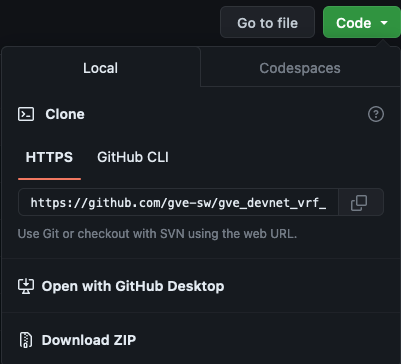 Go to file
Code
Local
Codespaces
Clone
HTTPS
GitHub CLI
https://github.com/gve-sw/gve_devnet_vrf_
Use Git or checkout with SVN using the web URL.
Open with GitHub Desktop
Download ZIP